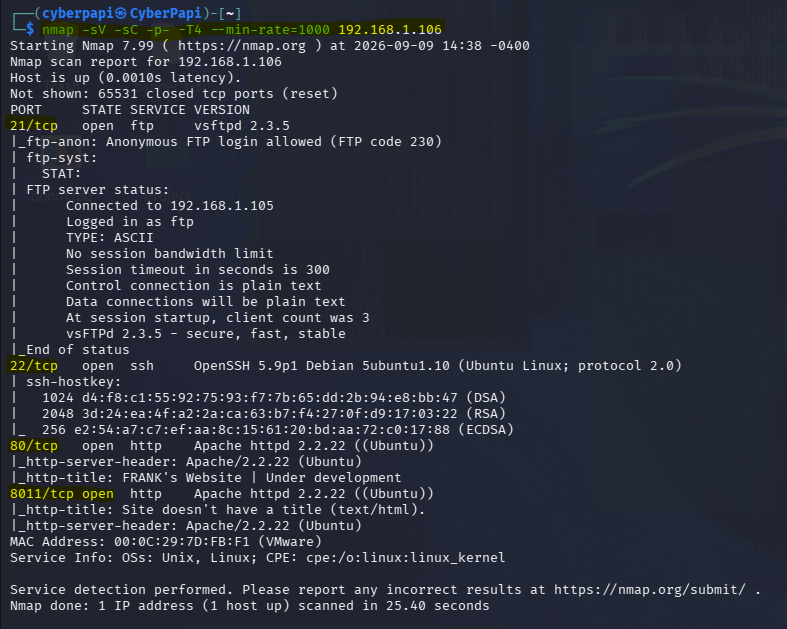 ┌──(cyberpapi㉿CyberPapi)-[~]
└─$ nmap -sV -sC -p- -T4 --min-rate=1000 192.168.1.106
Starting Nmap 7.99 ( https://nmap.org ) at 2026-09-09 14:38 -0400
Nmap scan report for 192.168.1.106
Host is up (0.0010s latency).
Not shown: 65531 closed tcp ports (reset)
PORT     STATE SERVICE VERSION
21/tcp   open  ftp     vsftpd 2.3.5
|_ftp-anon: Anonymous FTP login allowed (FTP code 230)
| ftp-syst:
|   STAT:
| FTP server status:
|      Connected to 192.168.1.105
|      Logged in as ftp
|      TYPE: ASCII
|      No session bandwidth limit
|      Session timeout in seconds is 300
|      Control connection is plain text
|      Data connections will be plain text
|      At session startup, client count was 3
|      vsFTPd 2.3.5 - secure, fast, stable
|_End of status
22/tcp   open  ssh     OpenSSH 5.9p1 Debian 5ubuntu1.10 (Ubuntu Linux; protocol 2.0)
| ssh-hostkey:
|   1024 d4:f8:c1:55:92:75:93:f7:7b:65:dd:2b:94:e8:bb:47 (DSA)
|   2048 3d:24:ea:4f:a2:2a:ca:63:b7:f4:27:0f:d9:17:03:22 (RSA)
|_  256 e2:54:a7:c7:ef:aa:8c:15:61:20:bd:aa:72:c0:17:88 (ECDSA)
80/tcp   open  http    Apache httpd 2.2.22 ((Ubuntu))
|_http-server-header: Apache/2.2.22 (Ubuntu)
|_http-title: FRANK's Website | Under development
8011/tcp open  http    Apache httpd 2.2.22 ((Ubuntu))
|_http-title: Site doesn't have a title (text/html).
|_http-server-header: Apache/2.2.22 (Ubuntu)
MAC Address: 00:0C:29:7D:FB:F1 (VMware)
Service Info: OSs: Unix, Linux; CPE: cpe:/o:linux:linux_kernel

Service detection performed. Please report any incorrect results at https://nmap.org/submit/ .
Nmap done: 1 IP address (1 host up) scanned in 25.40 seconds